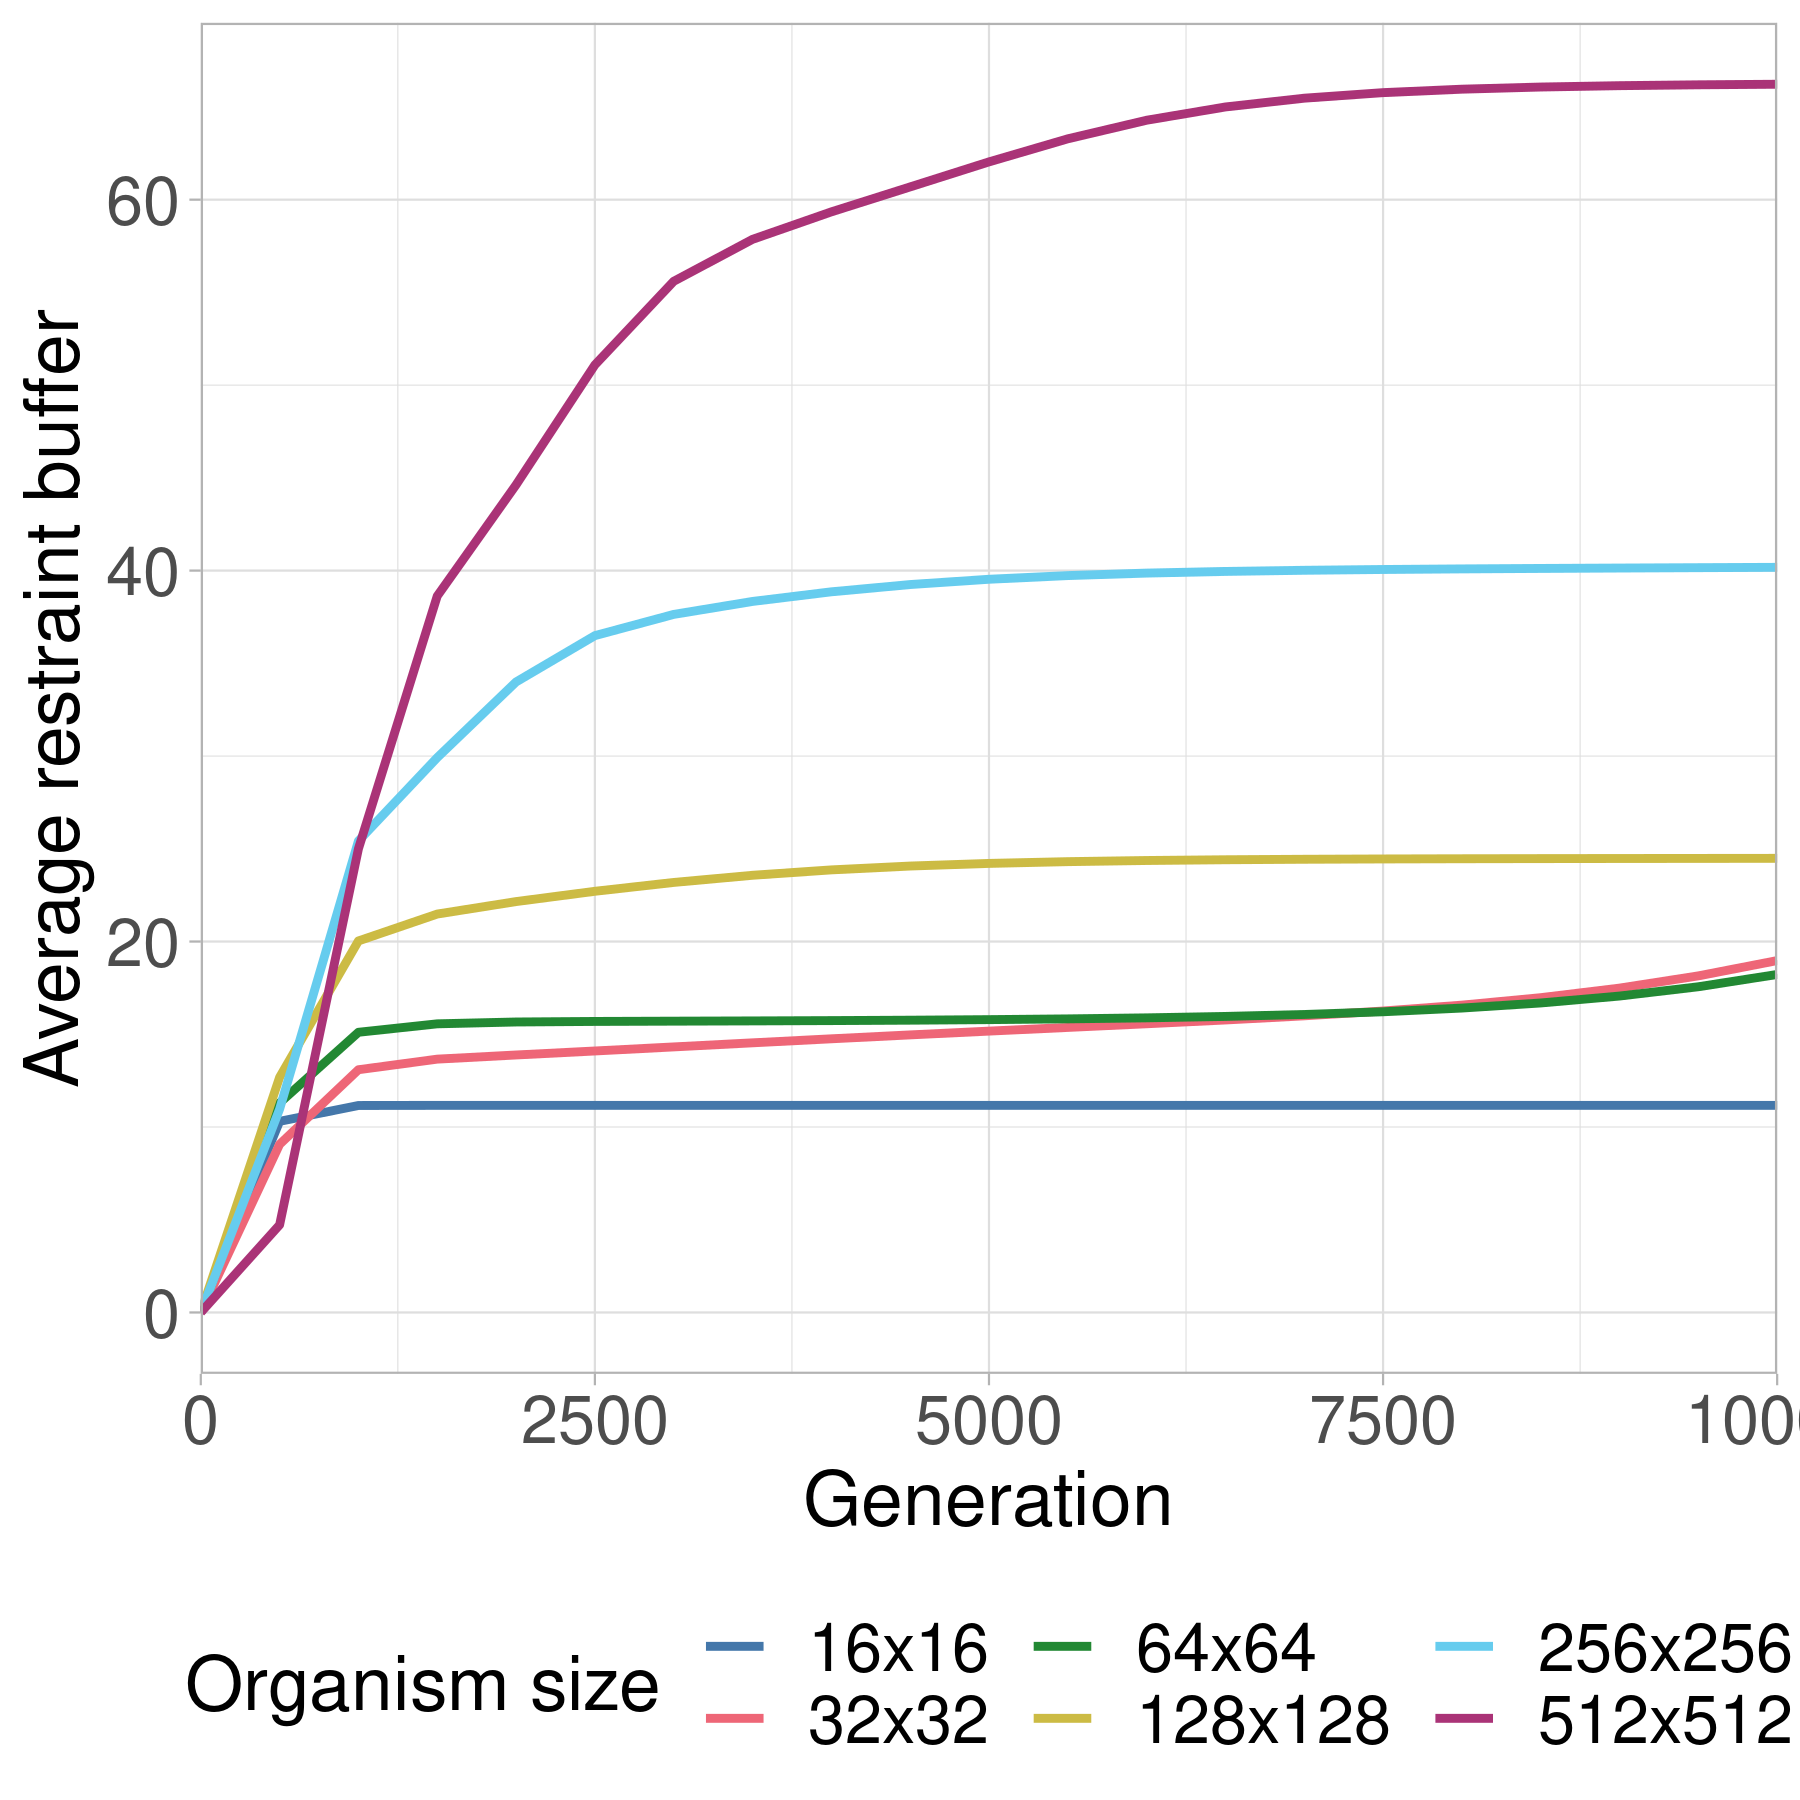 Average restraint buffer
60
40
20
0
0 2500 5000 7500 100
Generation
Organism size
16x16 64x64 256x256
32x32 128x128 512x512